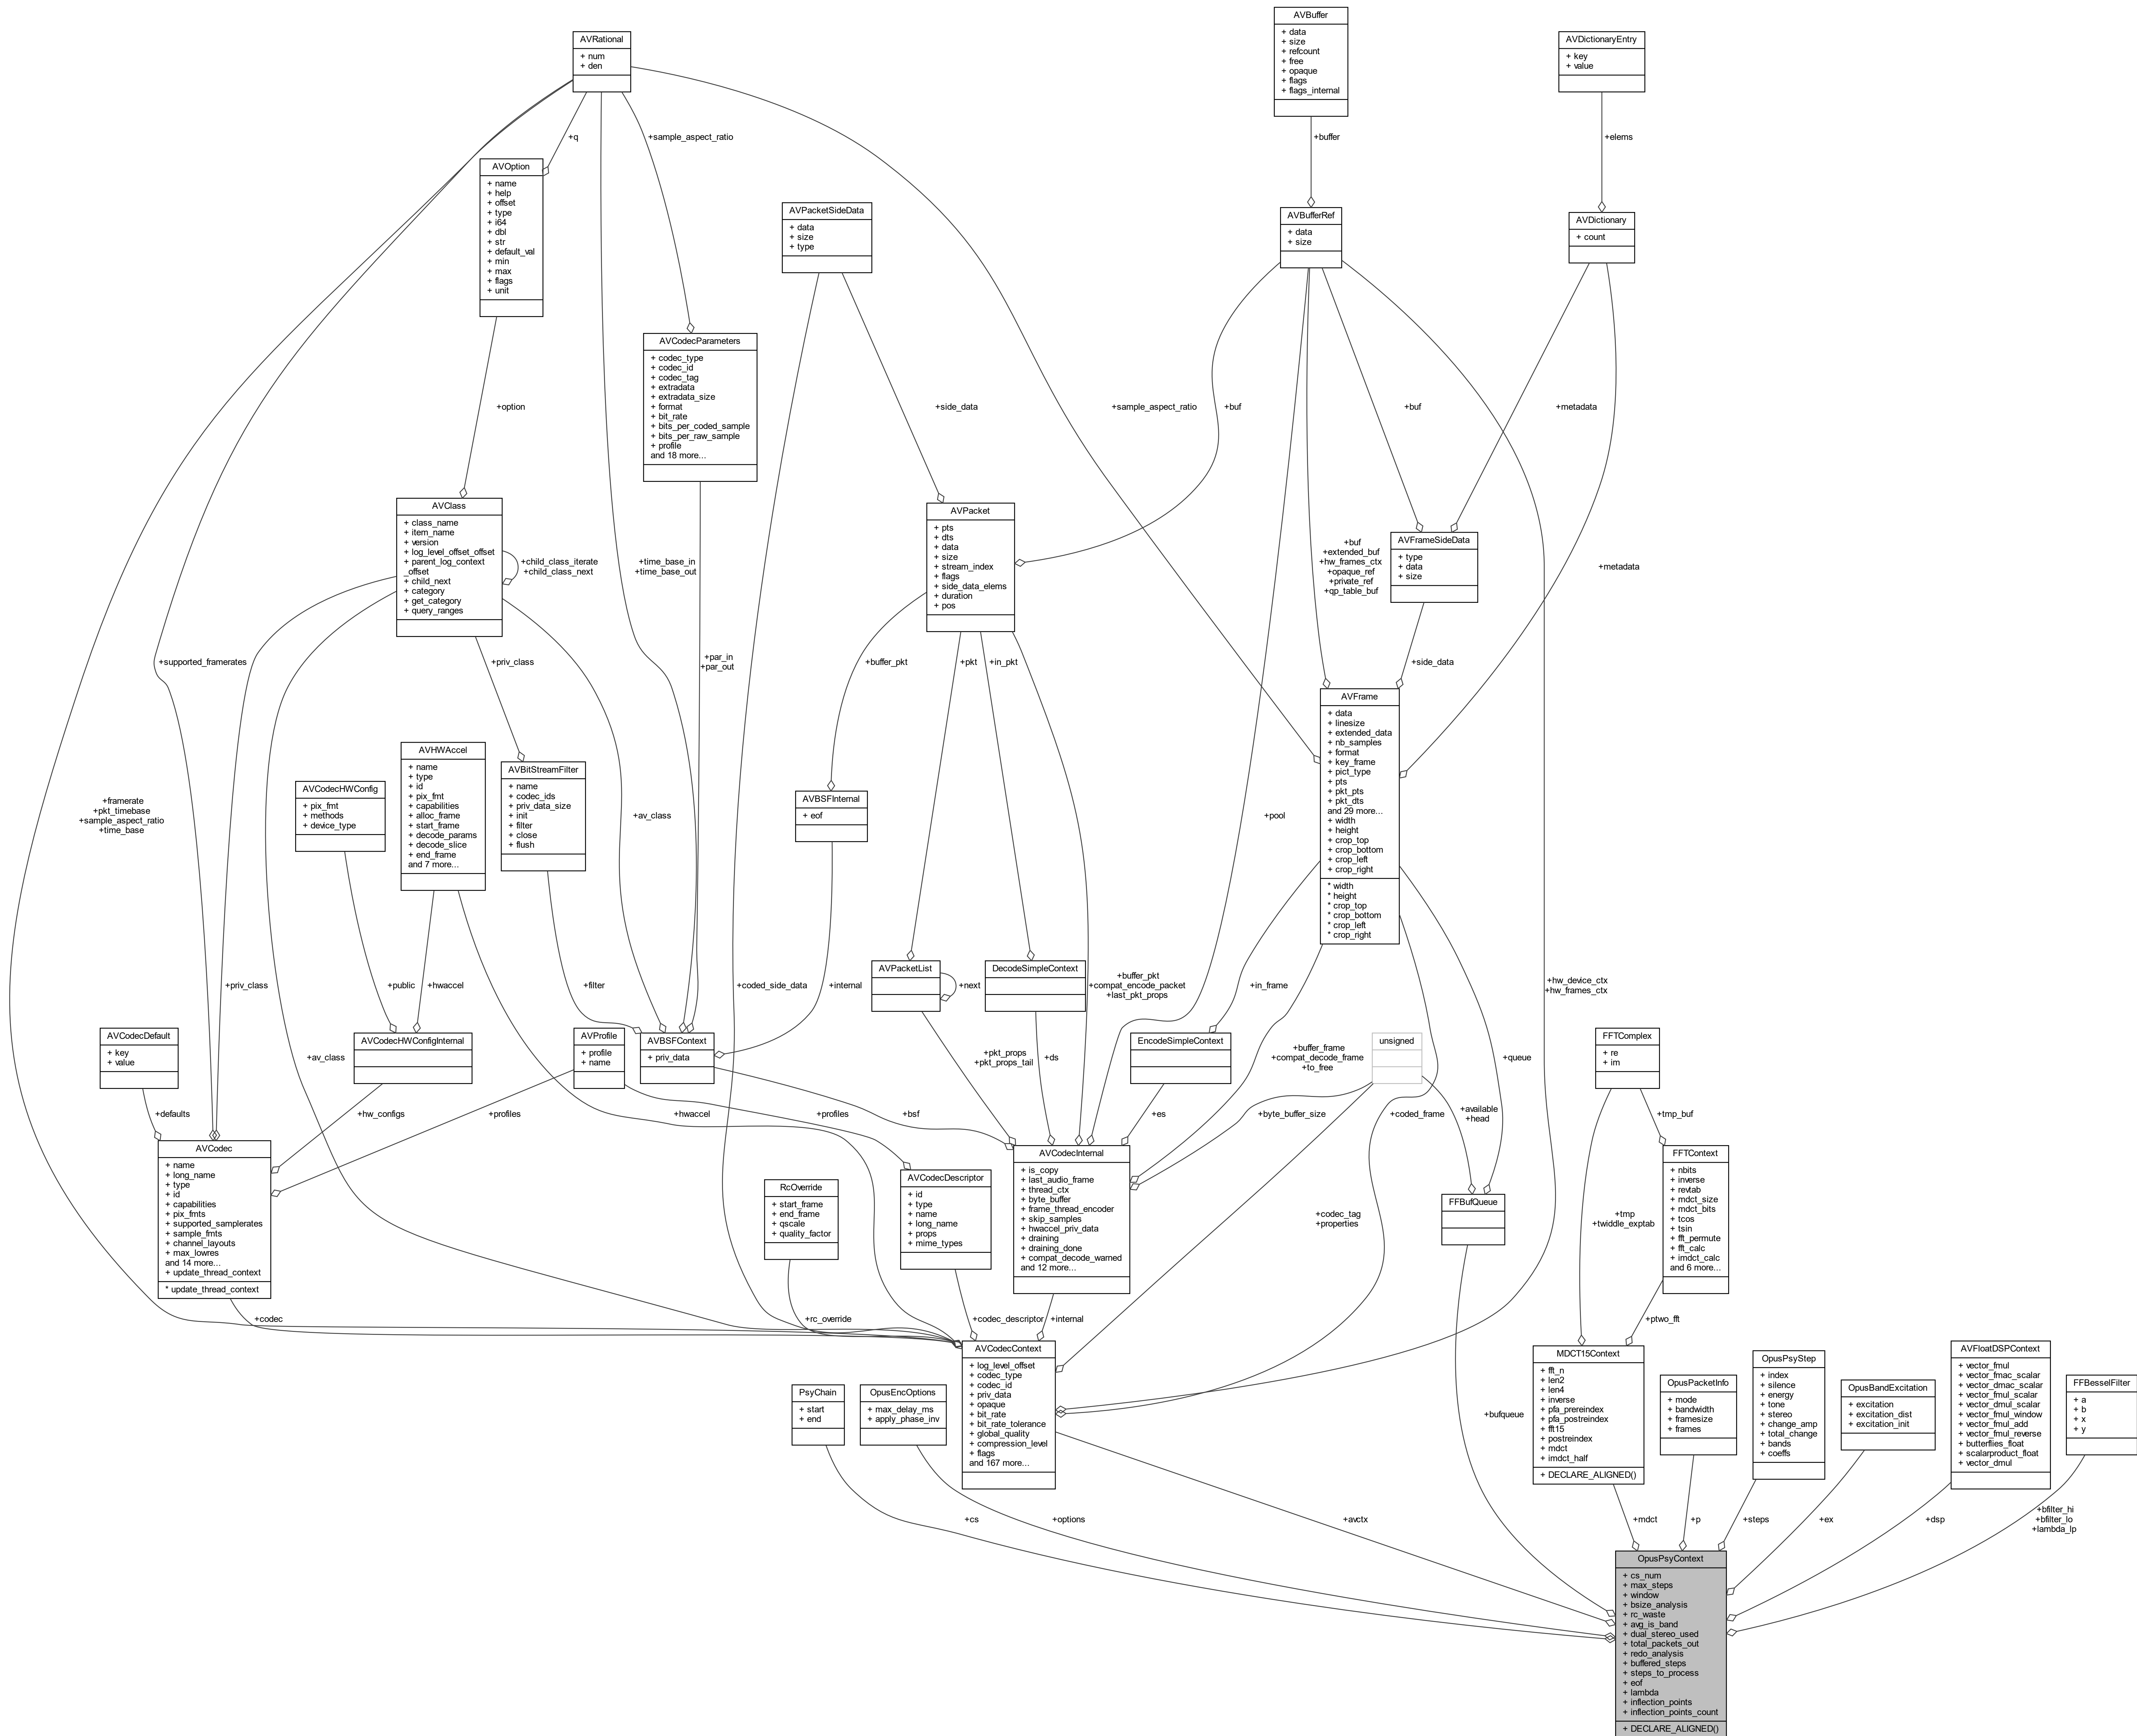 AVBuffer
+ data
+ size
+ refcount
+ free
+ opaque
+ flags
+ flags_internal
AVRational
+ num
+ den
AVDictionaryEntry
+ key
+ value
+q
+sample_aspect_ratio
+buffer
+elems
AVOption
+ name
+ help
+ offset
+ type
+ i64
+ dbl
+ str
+ default_val
+ min
+ max
+ flags
+ unit
AVPacketSideData
+ data
+ size
+ type
AVBufferRef
+ data
+ size
AVDictionary
+ count
AVCodecParameters
+ codec_type
+ codec_id
+ codec_tag
+ extradata
+ extradata_size
+ format
+ bit_rate
+ bits_per_coded_sample
+ bits_per_raw_sample
+ profile
and 18 more...
+option
+side_data
+sample_aspect_ratio
+buf
+buf
+metadata
AVClass
+ class_name
+ item_name
+ version
+ log_level_offset_offset
+ parent_log_context
_offset
+ child_next
+ category
+ get_category
+ query_ranges
+child_class_iterate
+child_class_next
+time_base_in
+time_base_out
AVPacket
+ pts
+ dts
+ data
+ size
+ stream_index
+ flags
+ side_data_elems
+ duration
+ pos
+buf
+extended_buf
+hw_frames_ctx
+opaque_ref
+private_ref
+qp_table_buf
AVFrameSideData
+ type
+ data
+ size
+metadata
+supported_framerates
+priv_class
+par_in
+par_out
+buffer_pkt
+pkt
+in_pkt
+side_data
AVFrame
+ data
+ linesize
+ extended_data
+ nb_samples
+ format
+ key_frame
+ pict_type
+ pts
+ pkt_pts
+ pkt_dts
and 29 more...
+ width
+ height
+ crop_top
+ crop_bottom
+ crop_left
+ crop_right
* width
* height
* crop_top
* crop_bottom
* crop_left
* crop_right
+framerate
+pkt_timebase
+sample_aspect_ratio
+time_base
AVCodecHWConfig
+ pix_fmt
+ methods
+ device_type
AVHWAccel
+ name
+ type
+ id
+ pix_fmt
+ capabilities
+ alloc_frame
+ start_frame
+ decode_params
+ decode_slice
+ end_frame
and 7 more...
AVBitStreamFilter
+ name
+ codec_ids
+ priv_data_size
+ init
+ filter
+ close
+ flush
+av_class
AVBSFInternal
+ eof
+pool
+priv_class
+public
+hwaccel
+filter
+coded_side_data
+internal
AVPacketList
+next
DecodeSimpleContext
+buffer_pkt
+compat_encode_packet
+last_pkt_props
+in_frame
+hw_device_ctx
+hw_frames_ctx
AVCodecDefault
+ key
+ value
+av_class
AVCodecHWConfigInternal
AVProfile
+ profile
+ name
AVBSFContext
+ priv_data
+pkt_props
+pkt_props_tail
+ds
EncodeSimpleContext
+buffer_frame
+compat_decode_frame
+to_free
unsigned
+queue
FFTComplex
+ re
+ im
+defaults
+hw_configs
+profiles
+hwaccel
+profiles
+bsf
+es
+byte_buffer_size
+coded_frame
+available
+head
+tmp_buf
AVCodec
+ name
+ long_name
+ type
+ id
+ capabilities
+ pix_fmts
+ supported_samplerates
+ sample_fmts
+ channel_layouts
+ max_lowres
and 14 more...
+ update_thread_context
* update_thread_context
RcOverride
+ start_frame
+ end_frame
+ qscale
+ quality_factor
AVCodecDescriptor
+ id
+ type
+ name
+ long_name
+ props
+ mime_types
AVCodecInternal
+ is_copy
+ last_audio_frame
+ thread_ctx
+ byte_buffer
+ frame_thread_encoder
+ skip_samples
+ hwaccel_priv_data
+ draining
+ draining_done
+ compat_decode_warned
and 12 more...
+codec_tag
+properties
FFBufQueue
+tmp
+twiddle_exptab
FFTContext
+ nbits
+ inverse
+ revtab
+ mdct_size
+ mdct_bits
+ tcos
+ tsin
+ fft_permute
+ fft_calc
+ imdct_calc
and 6 more...
+codec
+rc_override
+codec_descriptor
+internal
+ptwo_fft
PsyChain
+ start
+ end
OpusEncOptions
+ max_delay_ms
+ apply_phase_inv
AVCodecContext
+ log_level_offset
+ codec_type
+ codec_id
+ priv_data
+ opaque
+ bit_rate
+ bit_rate_tolerance
+ global_quality
+ compression_level
+ flags
and 167 more...
+bufqueue
MDCT15Context
+ fft_n
+ len2
+ len4
+ inverse
+ pfa_prereindex
+ pfa_postreindex
+ fft15
+ postreindex
+ mdct
+ imdct_half
+ DECLARE_ALIGNED()
OpusPacketInfo
+ mode
+ bandwidth
+ framesize
+ frames
OpusPsyStep
+ index
+ silence
+ energy
+ tone
+ stereo
+ change_amp
+ total_change
+ bands
+ coeffs
OpusBandExcitation
+ excitation
+ excitation_dist
+ excitation_init
AVFloatDSPContext
+ vector_fmul
+ vector_fmac_scalar
+ vector_dmac_scalar
+ vector_fmul_scalar
+ vector_dmul_scalar
+ vector_fmul_window
+ vector_fmul_add
+ vector_fmul_reverse
+ butterflies_float
+ scalarproduct_float
+ vector_dmul
FFBesselFilter
+ a
+ b
+ x
+ y
+cs
+options
+avctx
+mdct
+p
+steps
+ex
+dsp
+bfilter_hi
+bfilter_lo
+lambda_lp
OpusPsyContext
+ cs_num
+ max_steps
+ window
+ bsize_analysis
+ rc_waste
+ avg_is_band
+ dual_stereo_used
+ total_packets_out
+ redo_analysis
+ buffered_steps
+ steps_to_process
+ eof
+ lambda
+ inflection_points
+ inflection_points_count
+ DECLARE_ALIGNED()